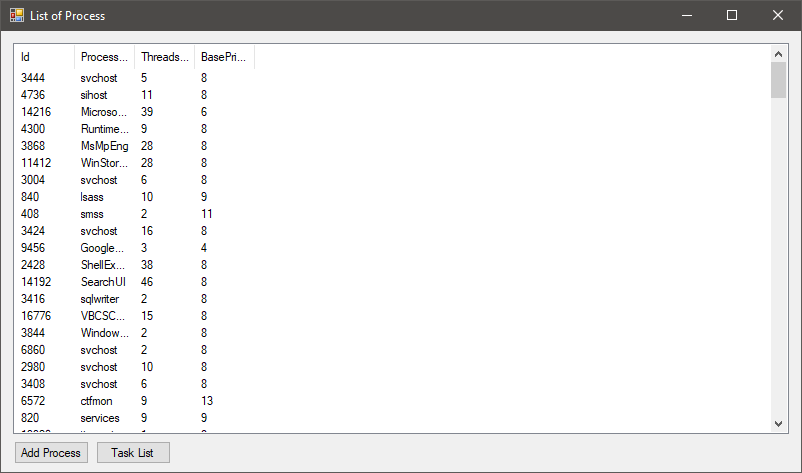 List of Process
Id Process... Threads... BasePri...
3444 svchost 5 8
4736 sihost 11 8
14216 Microso... 39 6
4300 Runtime... 9 8
3868 MsMpEng 28 8
11412 WinStor... 28 8
3004 svchost 6 8
840 lsass 10 9
408 smss 2 11
3424 svchost 16 8
9456 Google... 3 4
2428 ShellEx... 38 8
14192 SearchUI 46 8
3416 sqlwriter 2 8
16776 VBCSC... 15 8
3844 Window... 2 8
6860 svchost 2 8
2980 svchost 10 8
3408 svchost 6 8
6572 ctfmon 9 13
820 services 9 9
Add Process Task List